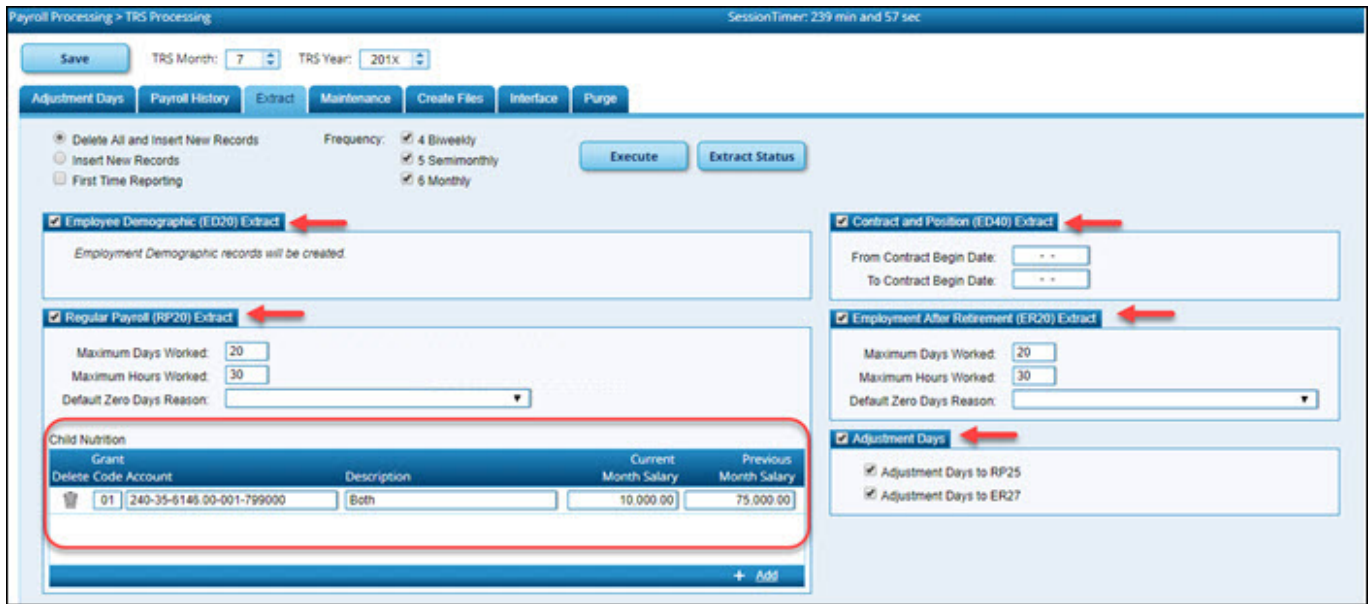 Payroll Processing > TRS Processing SessionTimer: 239 min and 57 sec
Save TRS Month: 7 TRS Year: 201X
Adjustment Days Payroll History Extract Maintenance Create Files Interface Purge
Delete All and Insert New Records Frequency: 4 Biweekly
Insert New Records 5 Semimonthly Execute Extract Status
First Time Reporting 6 Monthly
Employee Demographic (ED20) Extract
Employment Demographic records will be created.
Contract and Position (ED40) Extract
From Contract Begin Date: - -
To Contract Begin Date: - -
Regular Payroll (RP20) Extract
Maximum Days Worked: 20
Maximum Hours Worked: 30
Default Zero Days Reason:
Employment After Retirement (ER20) Extract
Maximum Days Worked: 20
Maximum Hours Worked: 30
Default Zero Days Reason:
Child Nutrition
Grant Current Previous
Delete Code Account Description Month Salary Month Salary
01 240-35-6146.00-001-799000 Both 10,000.00 75,000.00
+ Add
Adjustment Days
Adjustment Days to RP25
Adjustment Days to ER27